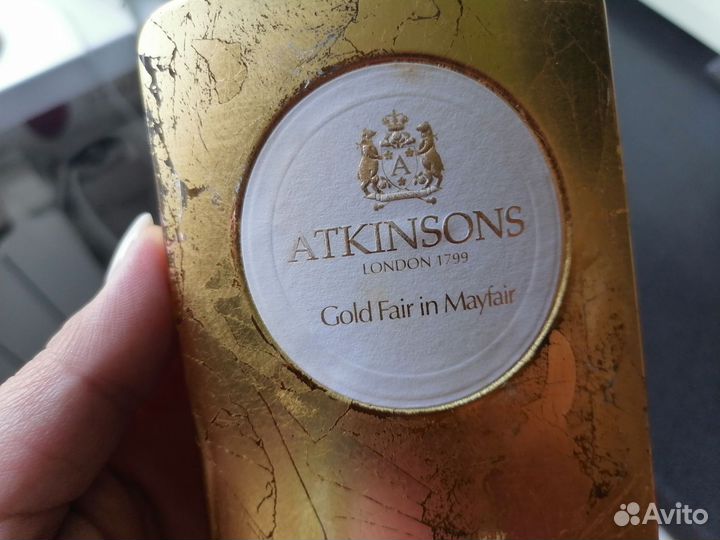 A
ATKINSONS
LONDON 1799
Gold Fair in Mayfair
Avito